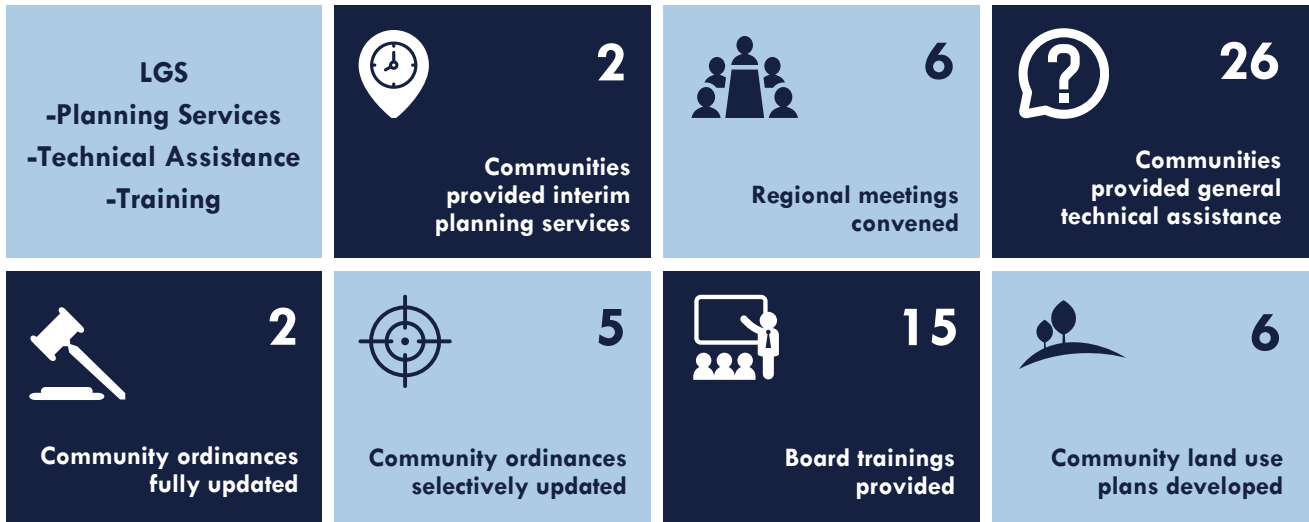 LGS
-Planning Services
-Technical Assistance
-Training
2
Communities
provided interim
planning services
6
Regional meetings
convened
26
Communities
provided general
technical assistance
2
Community ordinances
fully updated
5
Community ordinances
selectively updated
15
Board trainings
provided
6
Community land use
plans developed